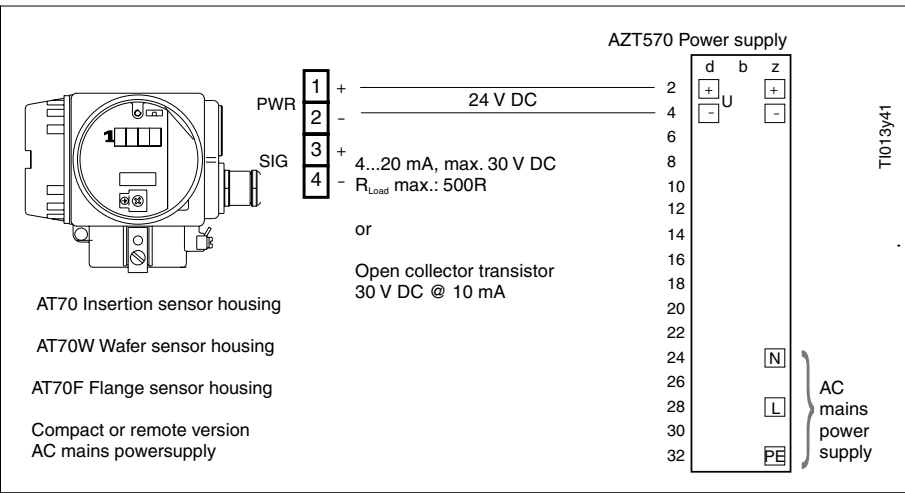 AZT570 Power supply
d b z
1 +
PWR
2 -
24 V DC
3 +
SIG
4 -
4...20 mA, max. 30 V DC
RLoad max.: 500R
or
Open collector transistor
30 V DC @ 10 mA
1
2 + U +
4 - -
6
8
10
12
14
16
18
20
22
24 N
26
28 L
30
32 PE
AC
mains
power
supply
TI013y41
AT70 Insertion sensor housing
AT70W Wafer sensor housing
AT70F Flange sensor housing
Compact or remote version
AC mains powersupply